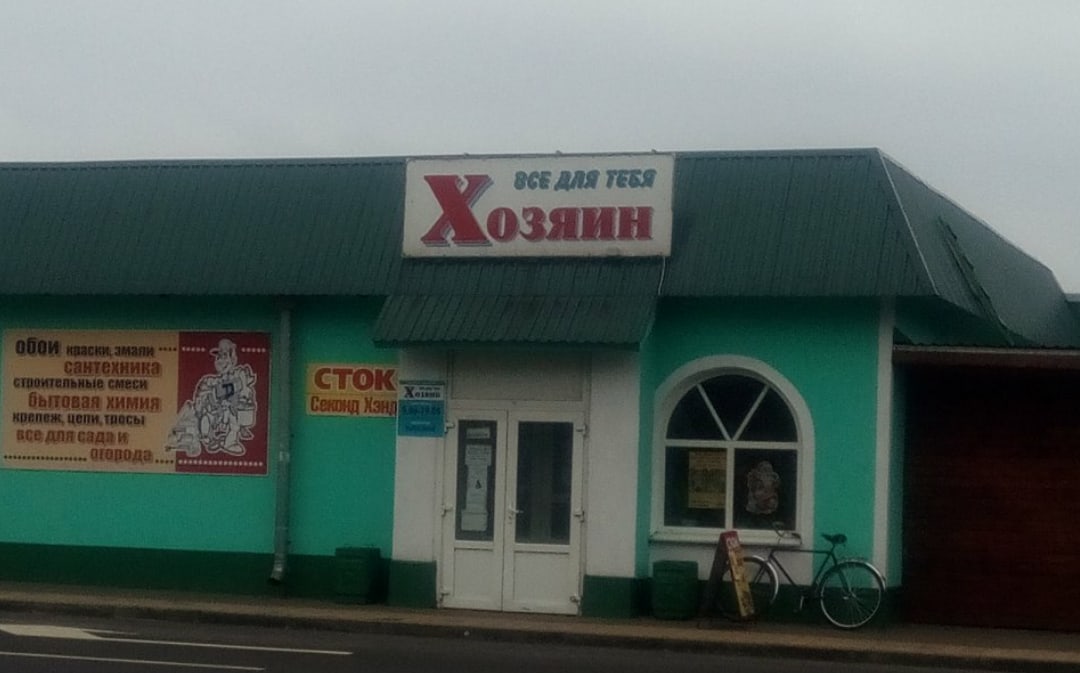 ВСЕ ДЛЯ ТЕБЯ
Хозяин
обои краски, эмали
сантехника
строительные смеси
бытовая химия
крепеж, цепи, тросы
все для сада и
огорода
СТОК
Секонд Хэнд
Хозяин